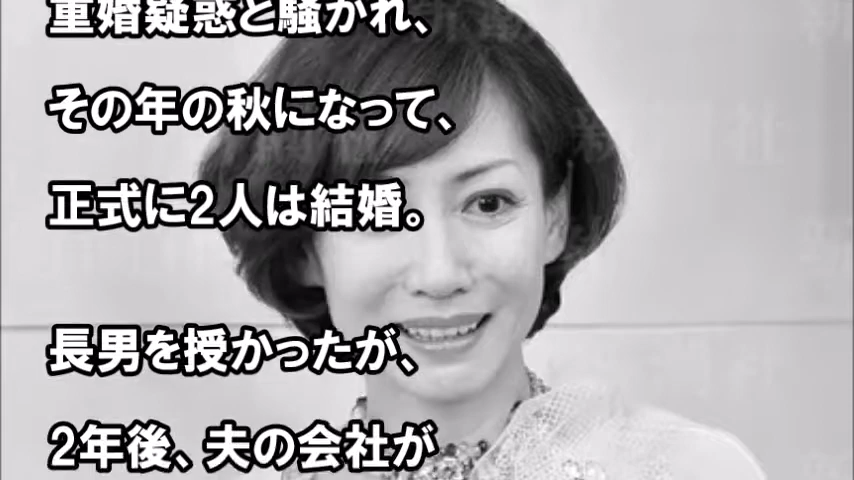 重婚疑惑と騒がれ、
その年の秋になって、
正式に2人は結婚。
長男を授かったが、
2年後、夫の会社が